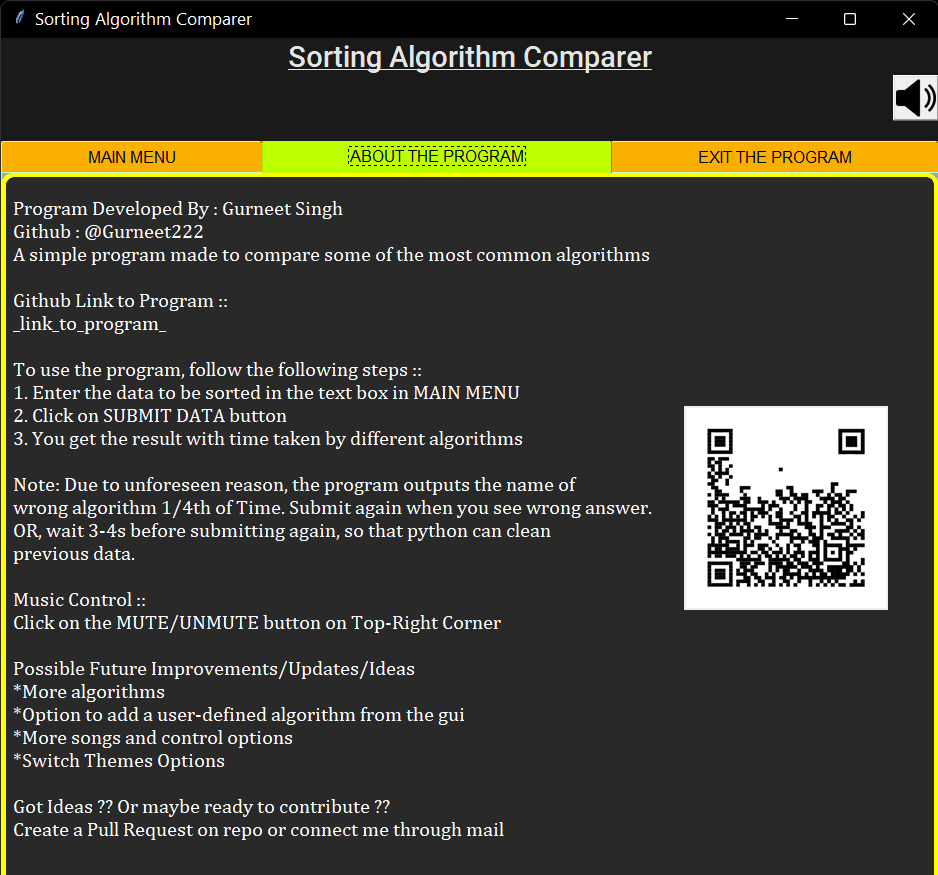 Sorting Algorithm Comparer
Sorting Algorithm Comparer
MAIN MENU
ABOUT THE PROGRAM
EXIT THE PROGRAM
Program Developed By : Gurneet Singh
Github : @Gurneet222
A simple program made to compare some of the most common algorithms
Github Link to Program ::
_link_to_program_
To use the program, follow the following steps ::
1. Enter the data to be sorted in the text box in MAIN MENU
2. Click on SUBMIT DATA button
3. You get the result with time taken by different algorithms
Note: Due to unforeseen reason, the program outputs the name of
wrong algorithm 1/4th of Time. Submit again when you see wrong answer.
OR, wait 3-4s before submitting again, so that python can clean
previous data.
Music Control ::
Click on the MUTE/UNMUTE button on Top-Right Corner
Possible Future Improvements/Updates/Ideas
*More algorithms
*Option to add a user-defined algorithm from the gui
*More songs and control options
*Switch Themes Options
Got Ideas ?? Or maybe ready to contribute ??
Create a Pull Request on repo or connect me through mail